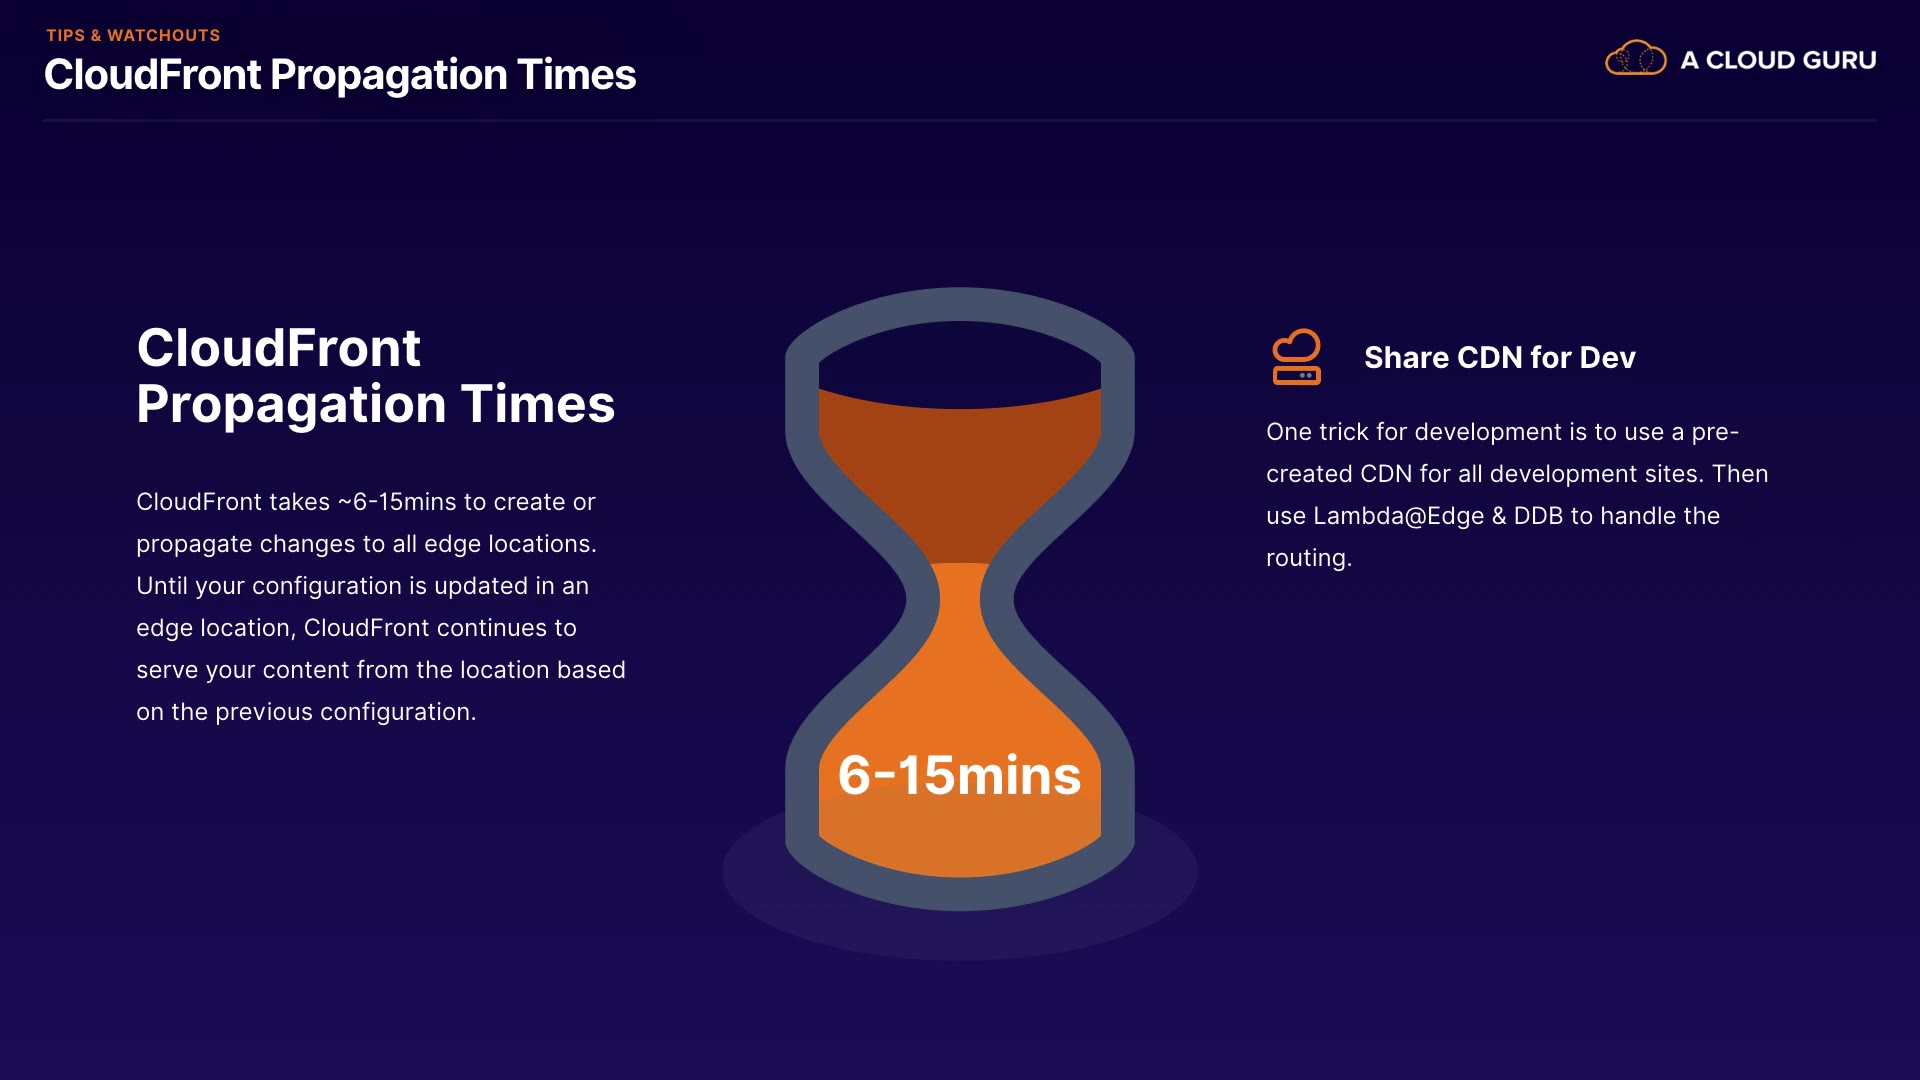 TIPS & WATCHOUTS
CloudFront Propagation Times
A CLOUD GURU
CloudFront
Propagation Times
CloudFront takes ~6-15mins to create or
propagate changes to all edge locations.
Until your configuration is updated in an
edge location, CloudFront continues to
serve your content from the location based
on the previous configuration.
6-15mins
Share CDN for Dev
One trick for development is to use a pre-
created CDN for all development sites. Then
use Lambda@Edge & DDB to handle the
routing.